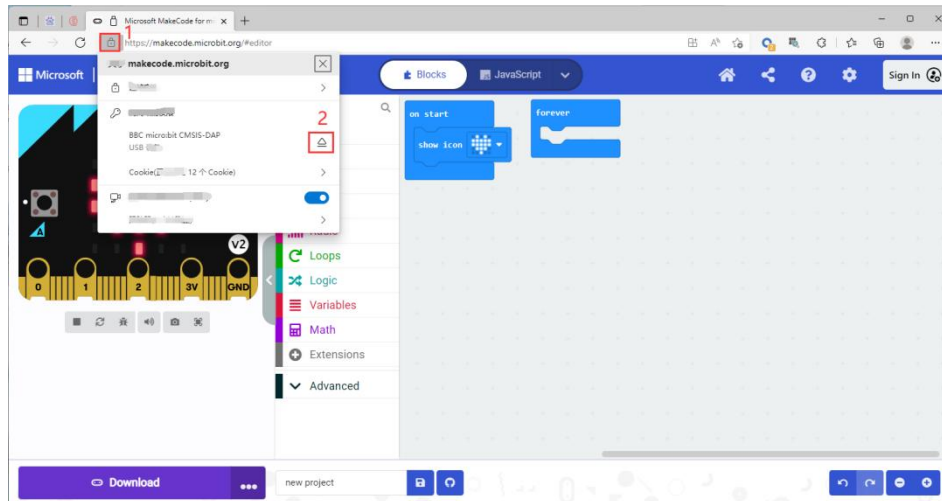 Microsoft MakeCode for m
1
https://makecode.microbit.org/#editor
makecode.microbit.org
Microsoft
Blocks
JavaScript
Sign In
2
BBC micro:bit CMSIS-DAP
USB
Cookie( , 12 个 Cookie)
on start
show icon
forever
A
V2
0
1
2
3V
GND
Loops
Logic
Variables
Math
Extensions
Advanced
Download
new project